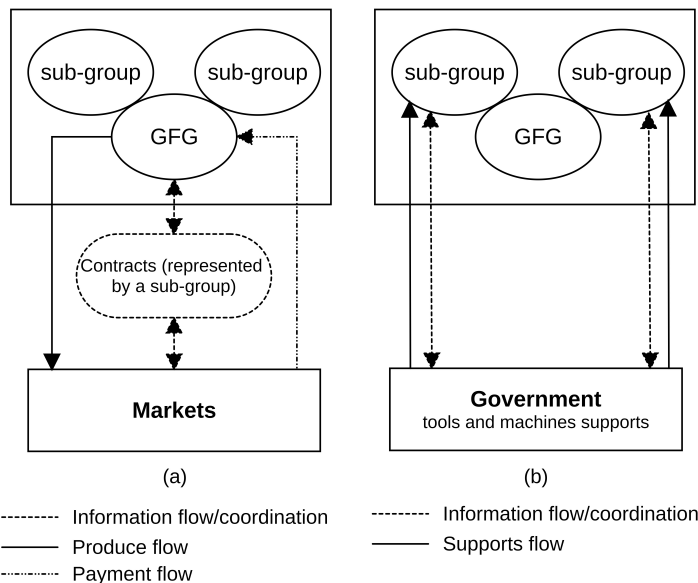 sub-group
sub-group
GFG
Contracts (represented
by a sub-group)
Markets
(a)
Information flow/coordination
Produce flow
Payment flow
sub-group
sub-group
GFG
Government
tools and machines supports
(b)
Information flow/coordination
Supports flow